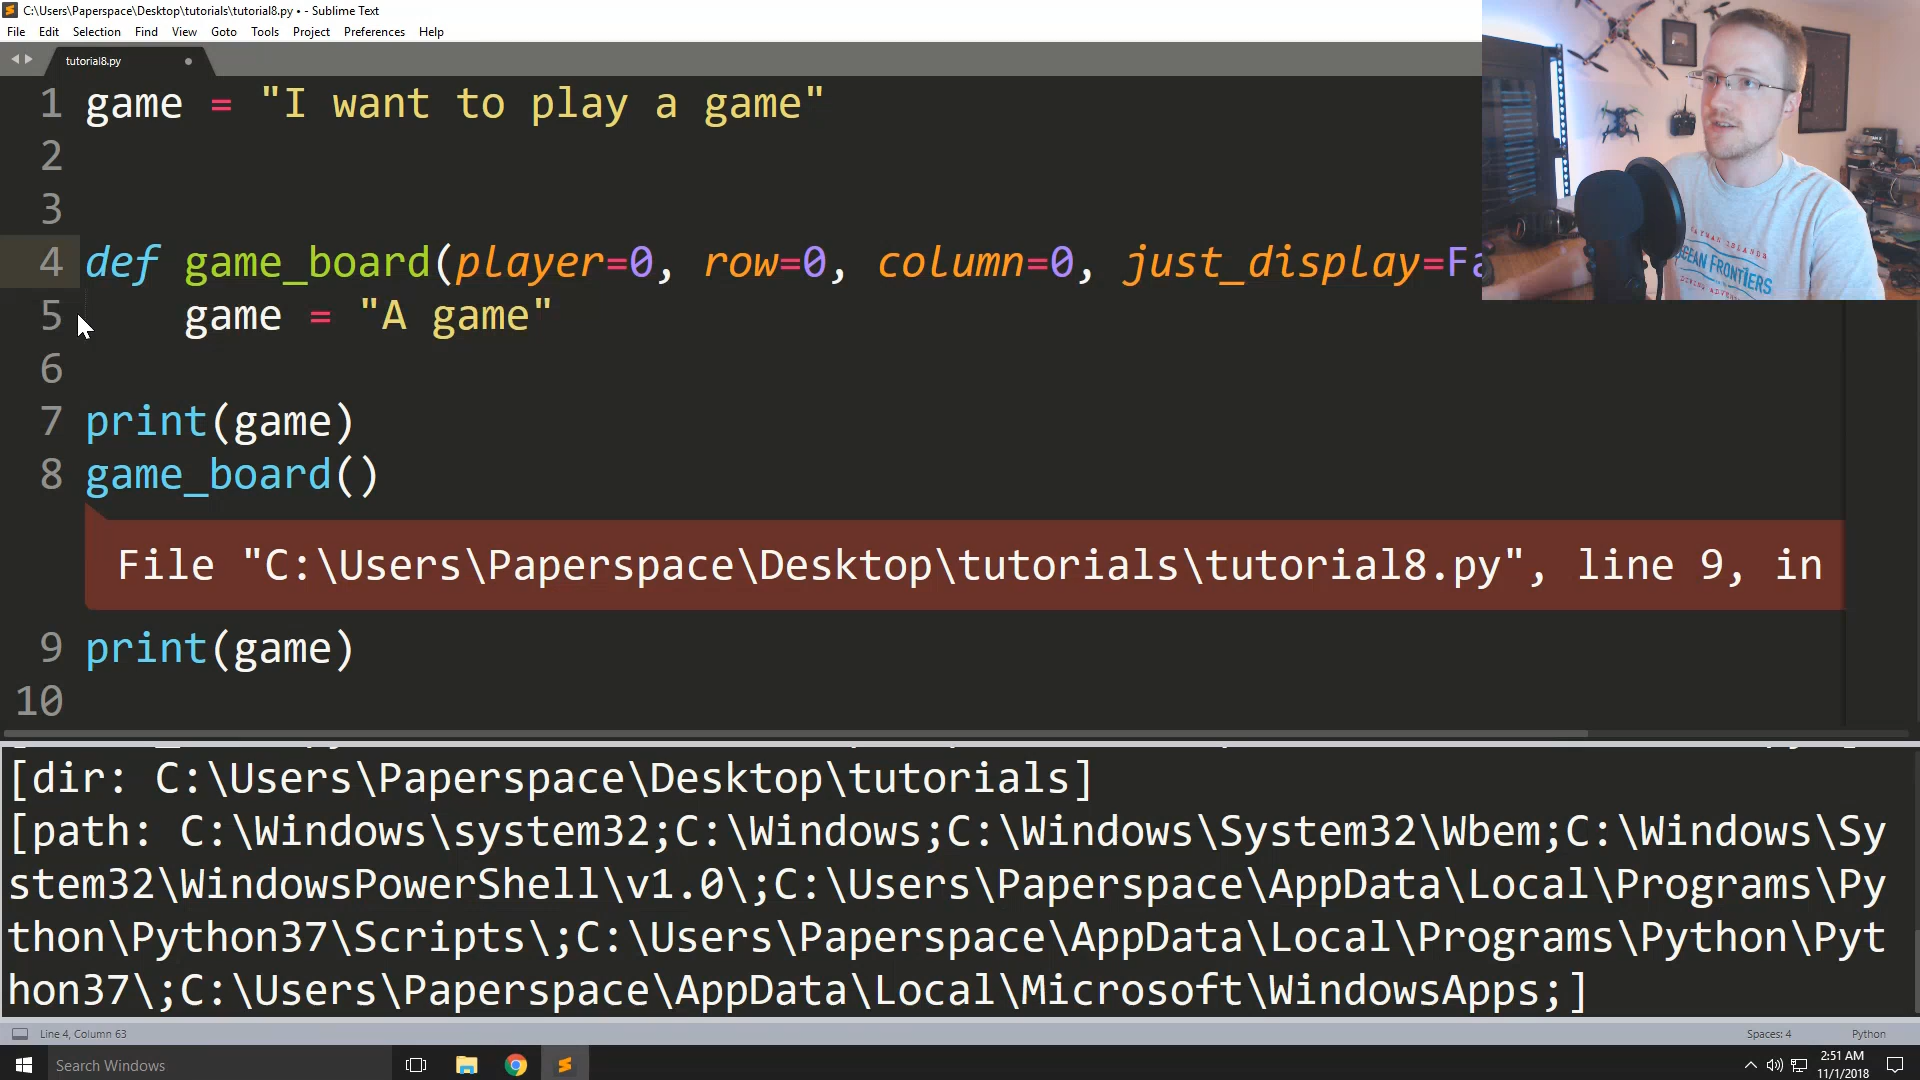 C:\Users\Paperspace\Desktop\tutorials\tutorial8.py • - Sublime Text
File Edit Selection Find View Goto Tools Project Preferences Help
tutorial8.py
1 game = "I want to play a game"
2
3
4 def game_board(player=0, row=0, column=0, just_display=Fa
5 game = "A game"
6
7 print(game)
8 game_board()
File "C:\Users\Paperspace\Desktop\tutorials\tutorial8.py", line 9, in
9 print(game)
10
[dir: C:\Users\Paperspace\Desktop\tutorials]
[path: C:\Windows\system32;C:\Windows;C:\Windows\System32\Wbem;C:\Windows\Sy
stem32\WindowsPowerShell\v1.0\;C:\Users\Paperspace\AppData\Local\Programs\Py
thon\Python37\Scripts\;C:\Users\Paperspace\AppData\Local\Programs\Python\Pyt
hon37\;C:\Users\Paperspace\AppData\Local\Microsoft\WindowsApps;]
Line 4, Column 63
Spaces: 4
Python
Search Windows
2:51 AM
11/1/2018
CAYMAN ISLANDS
OCEAN FRONTIERS